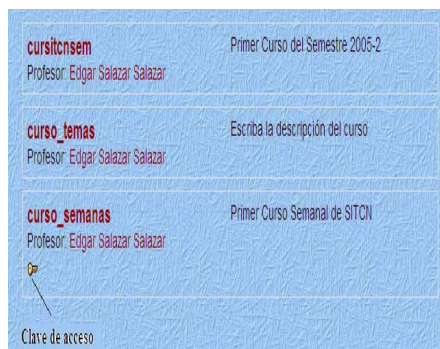 cursitcnsem
Primer Curso del Semestre 2005-2
Profesor: Edgar Salazar Salazar
curso_temas
Escriba la descripción del curso
Profesor: Edgar Salazar Salazar
curso_semanas
Primer Curso Semanal de SITCN
Profesor: Edgar Salazar Salazar
Clave de acceso